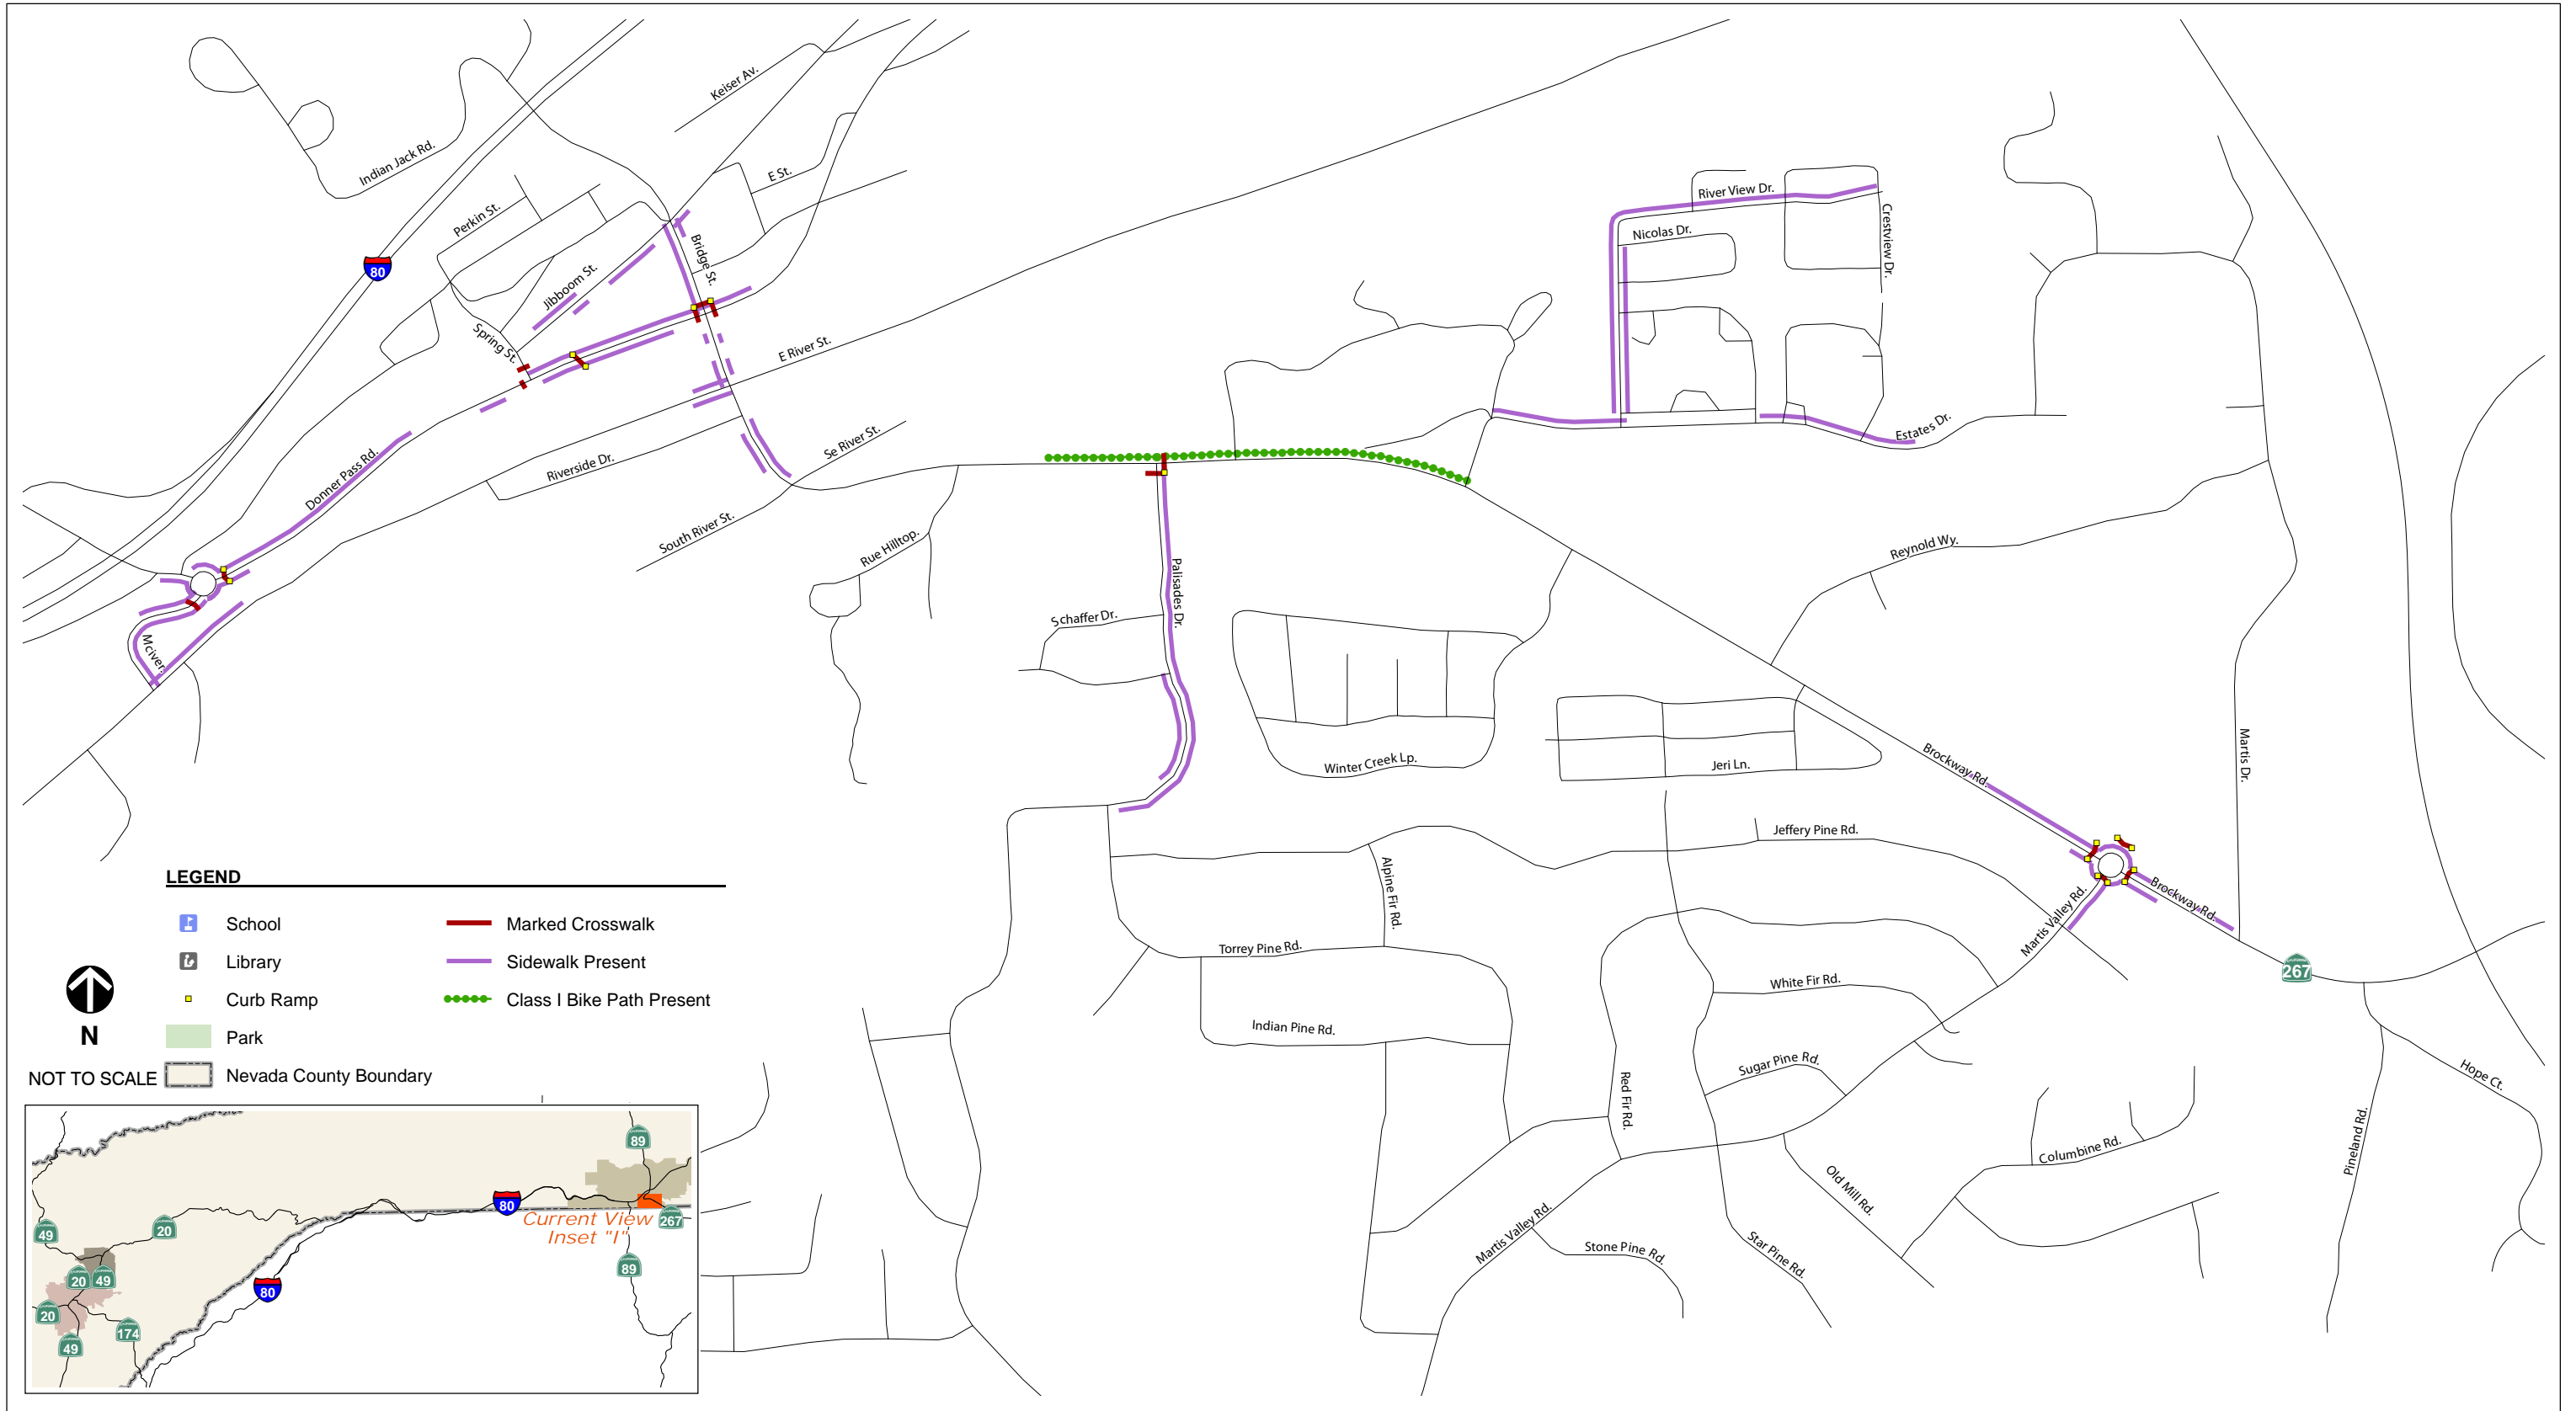 Keiser Av.
Indian Jack Rd.
E St.
Perkin St.
Bridge St.
River View Dr.
Crestview Dr.
Nicolas Dr.
80
Jibboom St.
Spring St.
E River St.
Se River St.
Estates Dr.
Donner Pass Rd.
Riverside Dr.
South River St.
Rue Hilltop.
Reynold Wy.
Palisades Dr.
Schaffer Dr.
Mciver.
Winter Creek Lp.
Jeri Ln.
Brockway Rd.
Martis Dr.
Jeffery Pine Rd.
Alpine Fir Rd.
Brockway Rd.
Martis Valley Rd.
Torrey Pine Rd.
267
White Fir Rd.
Indian Pine Rd.
Sugar Pine Rd.
Red Fir Rd.
Hope Ct.
Pineland Rd.
Columbine Rd.
Old Mill Rd.
Martis Valley Rd.
Stone Pine Rd.
Star Pine Rd.
LEGEND
School
Library
Curb Ramp
Park
Nevada County Boundary
Marked Crosswalk
Sidewalk Present
Class I Bike Path Present
N
NOT TO SCALE
89
80
Current View
Inset "I"
267
49
20
20
49
89
80
20
174
49